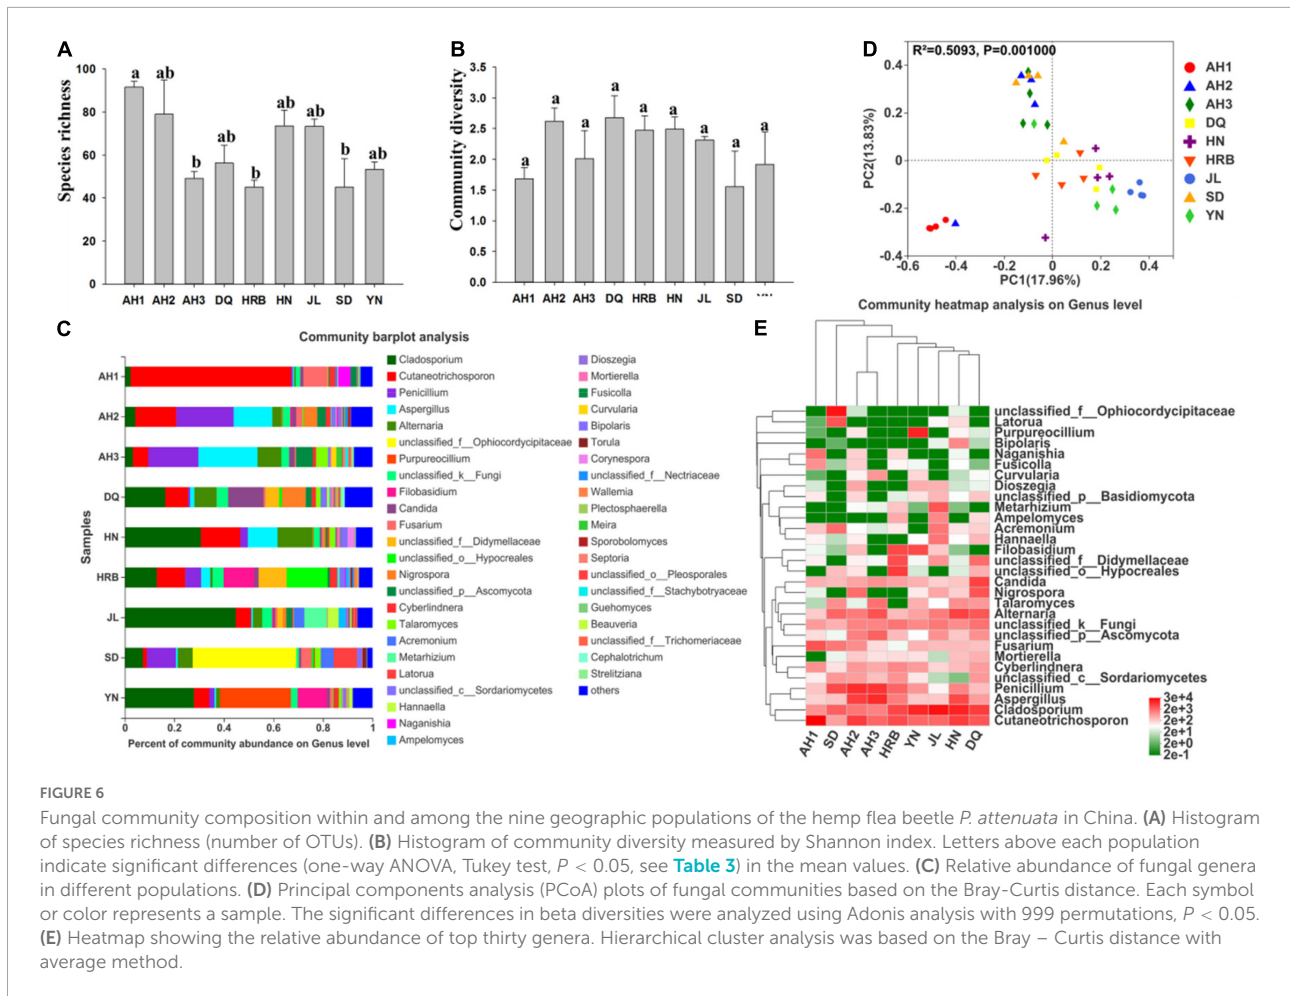 A
Species richness
100
80
60
40
20
0
a
ab
b
ab
b
ab
ab
b
ab
AH1 AH2 AH3 DQ HRB HN JL SD YN
B
Community diversity
3.5
3.0
2.5
2.0
1.5
1.0
0.5
0.0
a
a
a
a
a
a
a
a
a
AH1 AH2 AH3 DQ HRB HN JL SD
D
R²=0.5093, P=0.001000
PC2(13.83%)
0.4
0.2
0
-0.2
-0.4
-0.6 -0.4 -0.2 0 0.2 0.4
PC1(17.96%)
AH1
AH2
AH3
DQ
HN
HRB
JL
SD
YN
C
Community barplot analysis
Samples
AH1
AH2
AH3
DQ
HN
HRB
JL
SD
YN
0 0.2 0.4 0.6 0.8 1
Percent of community abundance on Genus level
Cladosporium
Cutaneotrichosporon
Penicillium
Aspergillus
Alternaria
unclassified_f__Ophiocordycipitaceae
Purpureocillium
unclassified_k__Fungi
Filobasidium
Candida
Fusarium
unclassified_f__Didymellaceae
unclassified_o__Hypocreales
Nigrospora
unclassified_p__Ascomycota
Cyberlindnera
Talaromyces
Acremonium
Metarhizium
Latorua
unclassified_c__Sordariomycetes
Hannaella
Naganishia
Ampelomyces
Dioszegia
Mortierella
Fusicolla
Curvularia
Bipolaris
Torula
Corynespora
unclassified_f__Nectriaceae
Wallemia
Plectosphaerella
Meira
Sporobolomyces
Septoria
unclassified_o__Pleosporales
unclassified_f__Stachybotryaceae
Guehomyces
Beauveria
unclassified_f__Trichomeriaceae
Cephalotrichum
Strelitziana
others
Community heatmap analysis on Genus level
E
unclassified_f__Ophiocordycipitaceae
Latorua
Purpureocillium
Bipolaris
Naganishia
Fusicolla
Curvularia
Dioszegia
unclassified_p__Basidiomycota
Metarhizium
Ampelomyces
Acremonium
Hannaella
Filobasidium
unclassified_f__Didymellaceae
unclassified_o__Hypocreales
Candida
Nigrospora
Talaromyces
Alternaria
unclassified_k__Fungi
unclassified_p__Ascomycota
Fusarium
Mortierella
Cyberlindnera
unclassified_c__Sordariomycetes
Penicillium
Aspergillus
Cladosporium
Cutaneotrichosporon
AH1 SD AH2 AH3 HRB YN JL HN DQ
3e+4
2e+3
2e+2
2e+1
2e+0
2e-1
FIGURE 6
Fungal community composition within and among the nine geographic populations of the hemp flea beetle P. attenuata in China. (A) Histogram
of species richness (number of OTUs). (B) Histogram of community diversity measured by Shannon index. Letters above each population
indicate significant differences (one-way ANOVA, Tukey test, P < 0.05, see Table 3) in the mean values. (C) Relative abundance of fungal genera
in different populations. (D) Principal components analysis (PCoA) plots of fungal communities based on the Bray-Curtis distance. Each symbol
or color represents a sample. The significant differences in beta diversities were analyzed using Adonis analysis with 999 permutations, P < 0.05.
(E) Heatmap showing the relative abundance of top thirty genera. Hierarchical cluster analysis was based on the Bray – Curtis distance with
average method.